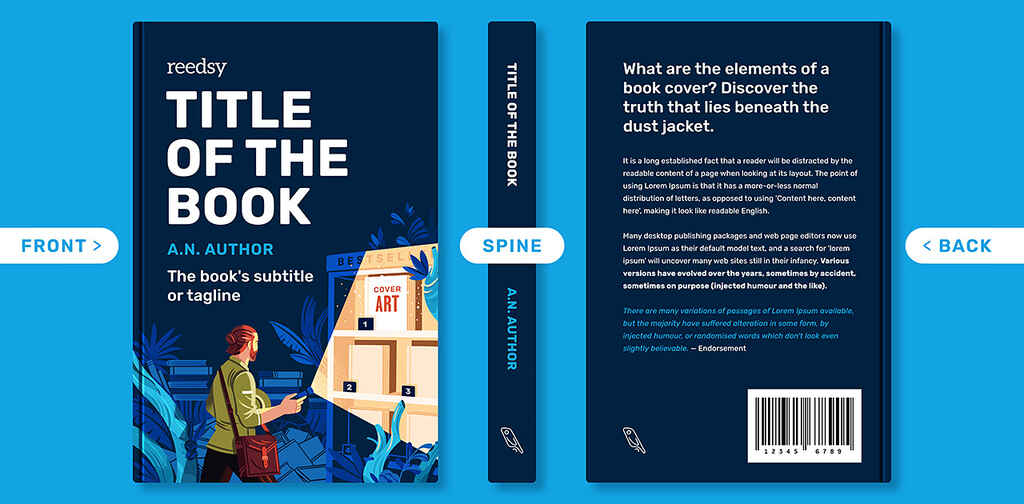 reedsy
TITLE
OF THE
BOOK
A.N. AUTHOR
The book's subtitle
or tagline
BESTSELL
COVER
ART
1
2
3
4
FRONT >
TITLE OF THE BOOK
SPINE
A.N. AUTHOR
What are the elements of a
book cover? Discover the
truth that lies beneath the
dust jacket.
It is a long established fact that a reader will be distracted by the
readable content of a page when looking at its layout. The point of
using Lorem Ipsum is that it has a more-or-less normal
distribution of letters, as opposed to using 'Content here, content
here', making it look like readable English.
Many desktop publishing packages and web page editors now use
Lorem Ipsum as their default model text, and a search for 'lorem
ipsum' will uncover many web sites still in their infancy. Various
versions have evolved over the years, sometimes by accident,
sometimes on purpose (injected humour and the like).
There are many variations of passages of Lorem Ipsum available,
but the majority have suffered alteration in some form, by
injected humour, or randomised words which don't look even
slightly believable. — Endorsement
12345 6789
< BACK